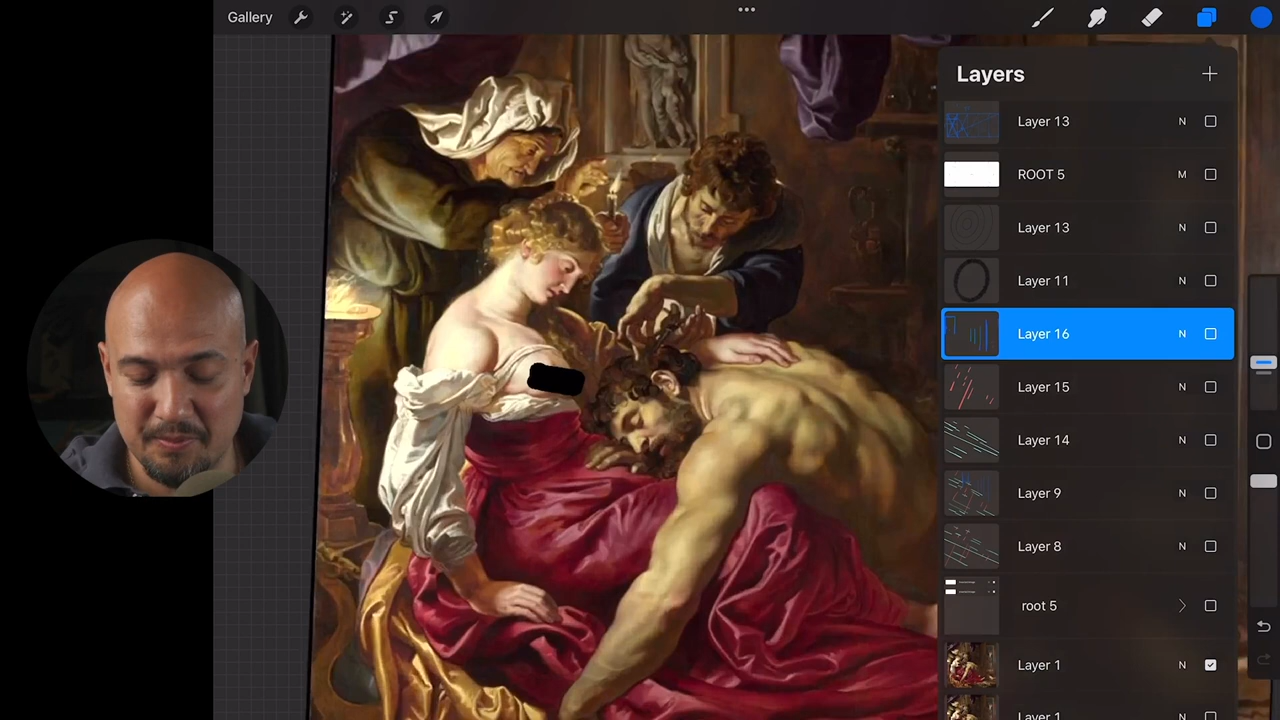 Gallery
Layers
Layer 13 N
ROOT 5 M
Layer 13 N
Layer 11 N
Layer 16 N
Layer 15 N
Layer 14 N
Layer 9 N
Layer 8 N
root 5
Layer 1 N
Layer 1 N